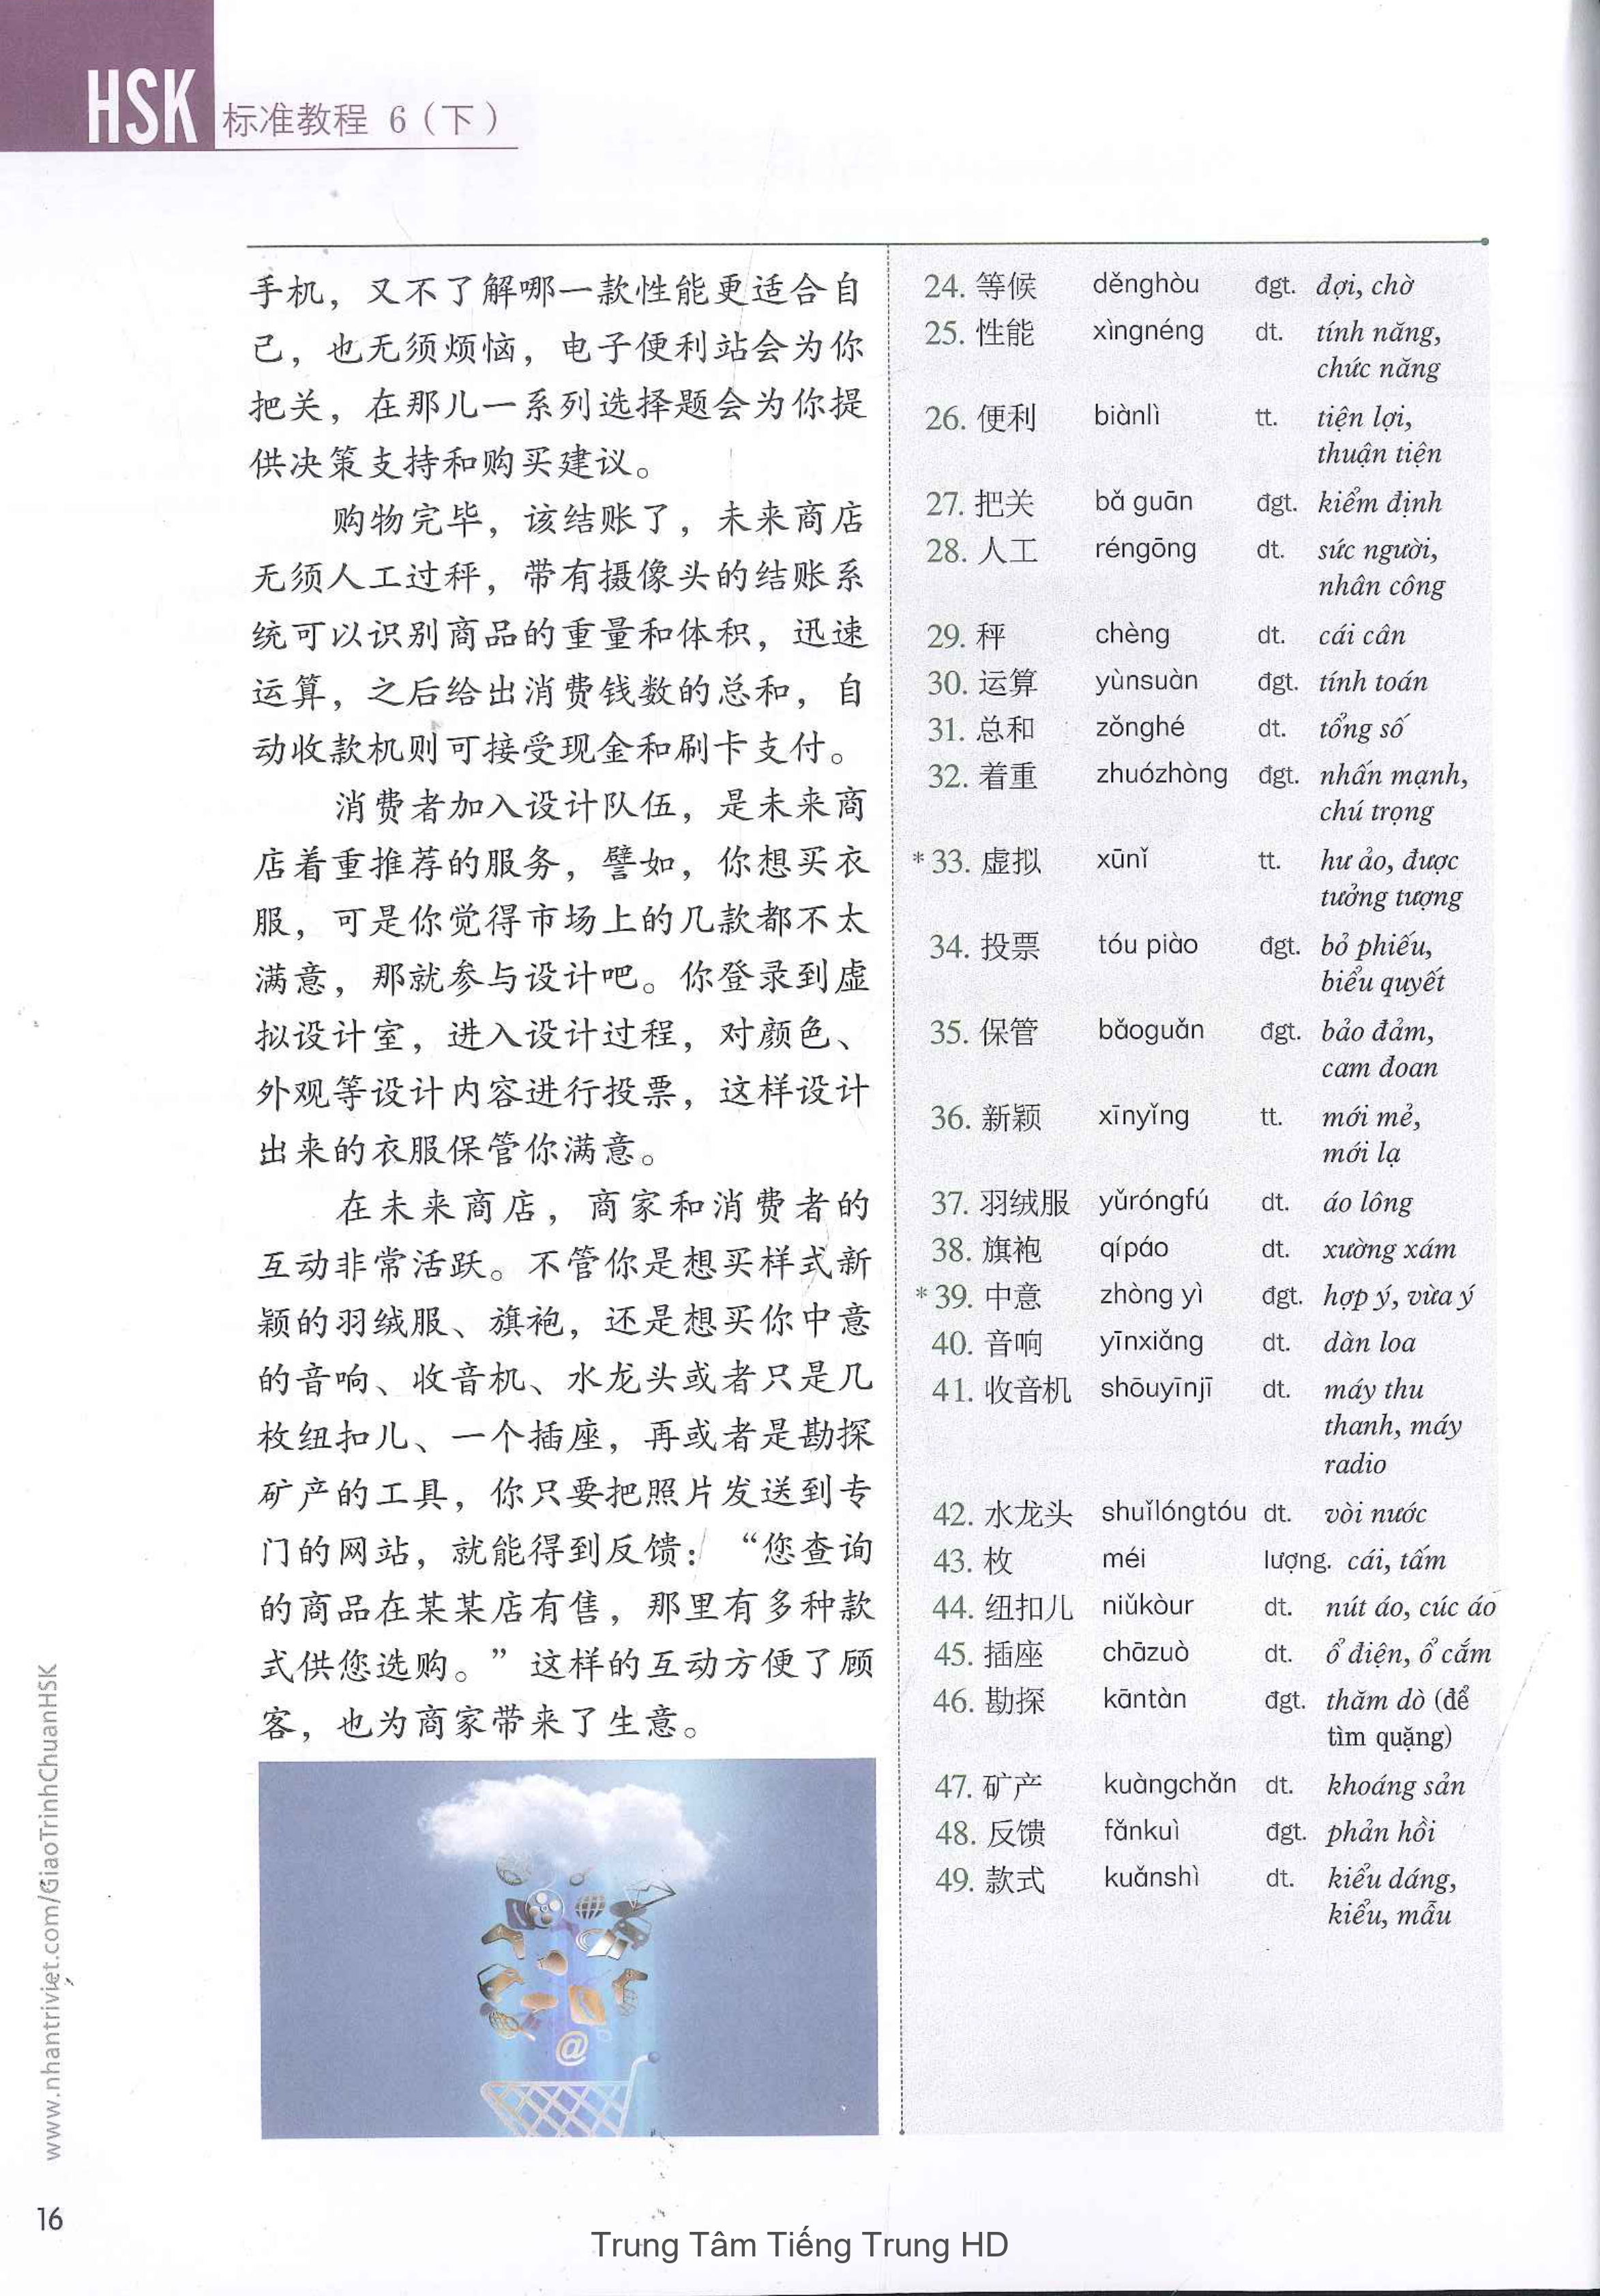 HSK 标准教程 6（下）
手机，又不了解哪一款性能更适合自
己，也无须烦恼，电子便利站会为你
把关，在那儿一系列选择题会为你提
供决策支持和购买建议。
购物完毕，该结账了，未来商店
无须人工过秤，带有摄像头的结账系
统可以识别商品的重量和体积，迅速
运算，之后给出消费钱数的总和，自
动收款机则可接受现金和刷卡支付。
消费者加入设计队伍，是未来商
店着重推荐的服务，譬如，你想买衣
服，可是你觉得市场上的几款都不太
满意，那就参与设计吧。你登录到虚
拟设计室，进入设计过程，对颜色、
外观等设计内容进行投票，这样设计
出来的衣服保管你满意。
在未来商店，商家和消费者的
互动非常活跃。不管你是想买样式新
颖的羽绒服、旗袍，还是想买你中意
的音响、收音机、水龙头或者只是几
枚纽扣儿、一个插座，再或者是勘探
矿产的工具，你只要把照片发送到专
门的网站，就能得到反馈：“您查询
的商品在某某店有售，那里有多种款
式供您选购。”这样的互动方便了顾
客，也为商家带来了生意。
@
24. 等候 děnghòu đgt. đợi, chờ
25. 性能 xìngnéng dt. tính năng,
chức năng
26. 便利 biànlì tt. tiện lợi,
thuận tiện
27. 把关 bǎ guān đgt. kiểm định
28. 人工 réngōng dt. sức người,
nhân công
29. 秤 chèng dt. cái cân
30. 运算 yùnsuàn đgt. tính toán
31. 总和 zǒnghé dt. tổng số
32. 着重 zhuózhòng đgt. nhấn mạnh,
chú trọng
*33. 虚拟 xūnǐ tt. hư ảo, được
tưởng tượng
34. 投票 tóu piào đgt. bỏ phiếu,
biểu quyết
35. 保管 bǎoguǎn đgt. bảo đảm,
cam đoan
36. 新颖 xīnyǐng tt. mới mẻ,
mới lạ
37. 羽绒服 yǔróngfú dt. áo lông
38. 旗袍 qípáo dt. xường xám
*39. 中意 zhòng yì đgt. hợp ý, vừa ý
40. 音响 yīnxiǎng dt. dàn loa
41. 收音机 shōuyīnjī dt. máy thu
thanh, máy
radio
42. 水龙头 shuǐlóngtóu dt. vòi nước
43. 枚 méi lượng. cái, tấm
44. 纽扣儿 niǔkòur dt. nút áo, cúc áo
45. 插座 chāzuò dt. ổ điện, ổ cắm
46. 勘探 kāntàn đgt. thăm dò (để
tìm quặng)
47. 矿产 kuàngchǎn dt. khoáng sản
48. 反馈 fǎnkuì đgt. phản hồi
49. 款式 kuǎnshì dt. kiểu dáng,
kiểu, mẫu
www.nhantriviet.com/GiaoTrinhChuanHSK
16
Trung Tâm Tiếng Trung HD